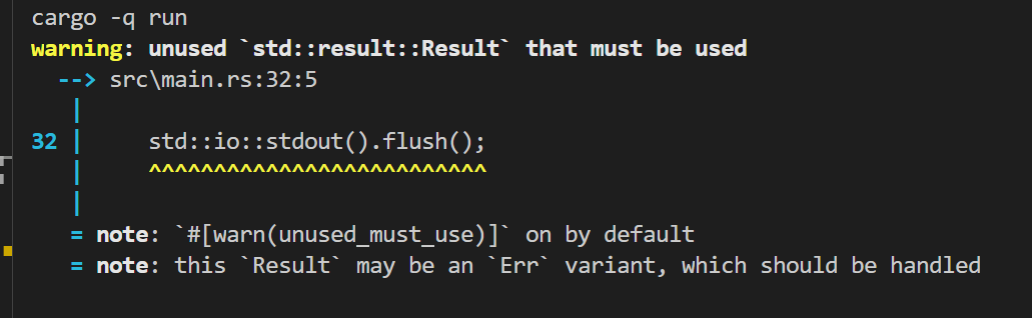 cargo -q run
warning: unused `std::result::Result` that must be used
  --> src\main.rs:32:5
   |
32 |     std::io::stdout().flush();
   |     ^^^^^^^^^^^^^^^^^^^^^^^^^^
   |
   = note: `#[warn(unused_must_use)]` on by default
   = note: this `Result` may be an `Err` variant, which should be handled